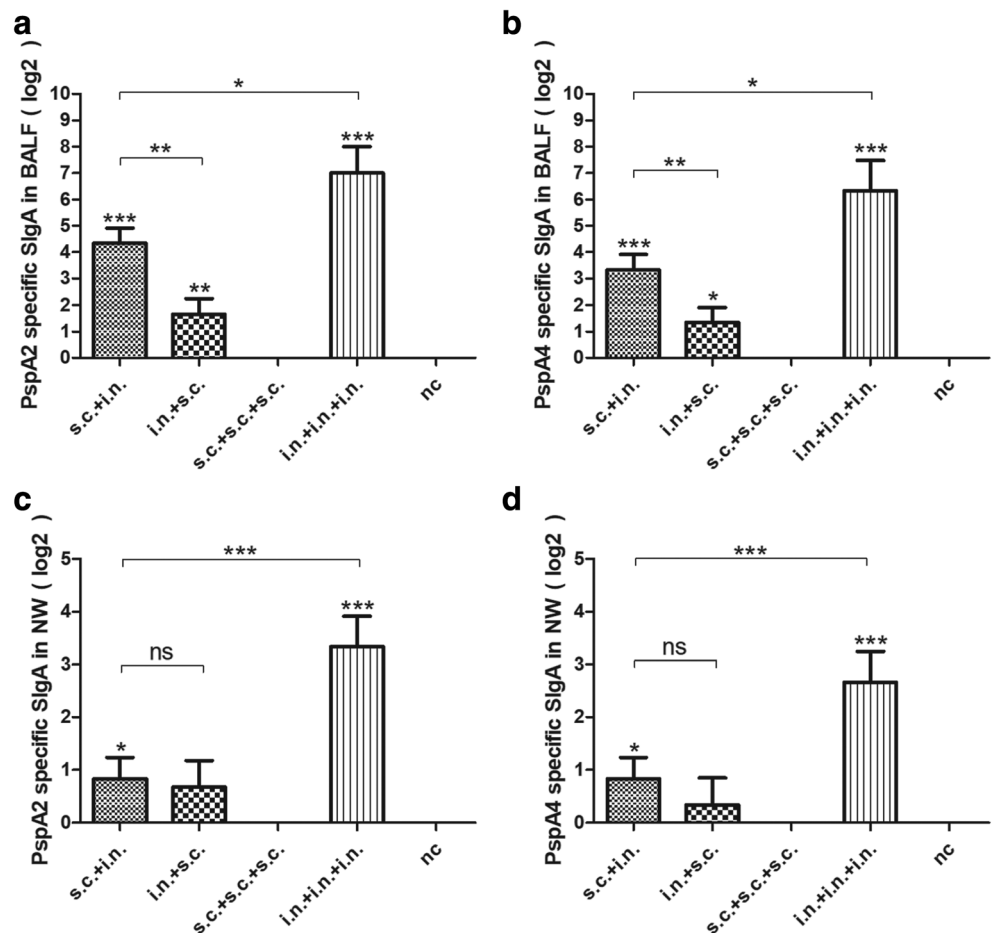 a
PspA2 specific SIgA in BALF ( log2 )
10
9
8
7
6
5
4
3
2
1
0
*
**
***
**
***
s.c.+i.n.
i.n.+s.c.
s.c.+s.c.+s.c.
i.n.+i.n.+i.n.
nc
b
PspA4 specific SIgA in BALF ( log2 )
10
9
8
7
6
5
4
3
2
1
0
*
**
***
*
***
s.c.+i.n.
i.n.+s.c.
s.c.+s.c.+s.c.
i.n.+i.n.+i.n.
nc
c
PspA2 specific SIgA in NW ( log2 )
5
4
3
2
1
0
***
ns
*
***
s.c.+i.n.
i.n.+s.c.
s.c.+s.c.+s.c.
i.n.+i.n.+i.n.
nc
d
PspA4 specific SIgA in NW ( log2 )
5
4
3
2
1
0
***
ns
*
***
s.c.+i.n.
i.n.+s.c.
s.c.+s.c.+s.c.
i.n.+i.n.+i.n.
nc